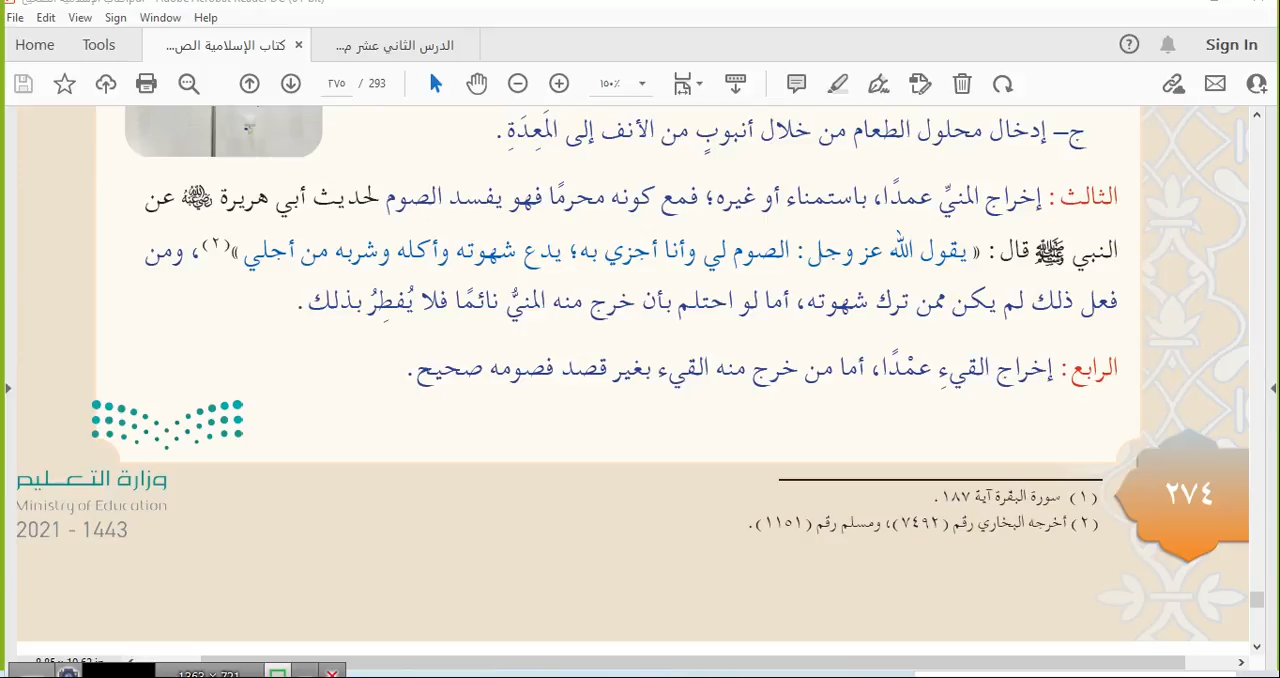 File Edit View Sign Window Help
Home Tools كتاب الإسلامية الص... × الدرس الثاني عشر م... Sign In
٢٧٥ / 293 ١٥٠٪
ج– إدخال محلول الطعام من خلال أنبوبٍ من الأنف إلى المَعِدَةِ .
الثالث : إخراج المنيِّ عمدًا، باستمناء أو غيره؛ فمع كونه محرمًا فهو يفسد الصوم لحديث أبي هريرة رضي الله عنه عن
النبي ﷺ قال : « يقول الله عز وجل : الصوم لي وأنا أجزي به؛ يدع شهوته وأكله وشربه من أجلي »(٢)، ومن
فعل ذلك لم يكن ممن ترك شهوته، أما لو احتلم بأن خرج منه المنيُّ نائمًا فلا يُفطِرُ بذلك .
الرابع : إخراج القيءِ عمْدًا، أما من خرج منه القيء بغير قصد فصومه صحيح .
وزارة التعليم
Ministry of Education
2021 - 1443
(١) سورة البقرة آية ١٨٧ .
(٢) أخرجه البخاري رقم (٧٤٩٢)، ومسلم رقم (١١٥١) .
٢٧٤